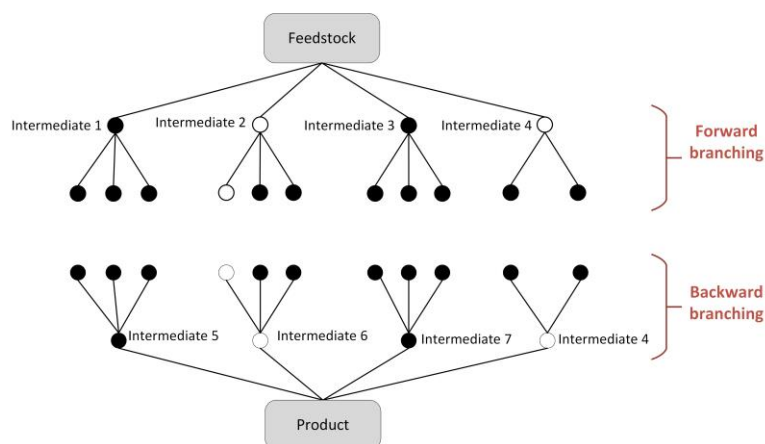 Feedstock
Intermediate 1
Intermediate 2
Intermediate 3
Intermediate 4
Forward
branching
Backward
branching
Intermediate 5
Intermediate 6
Intermediate 7
Intermediate 4
Product